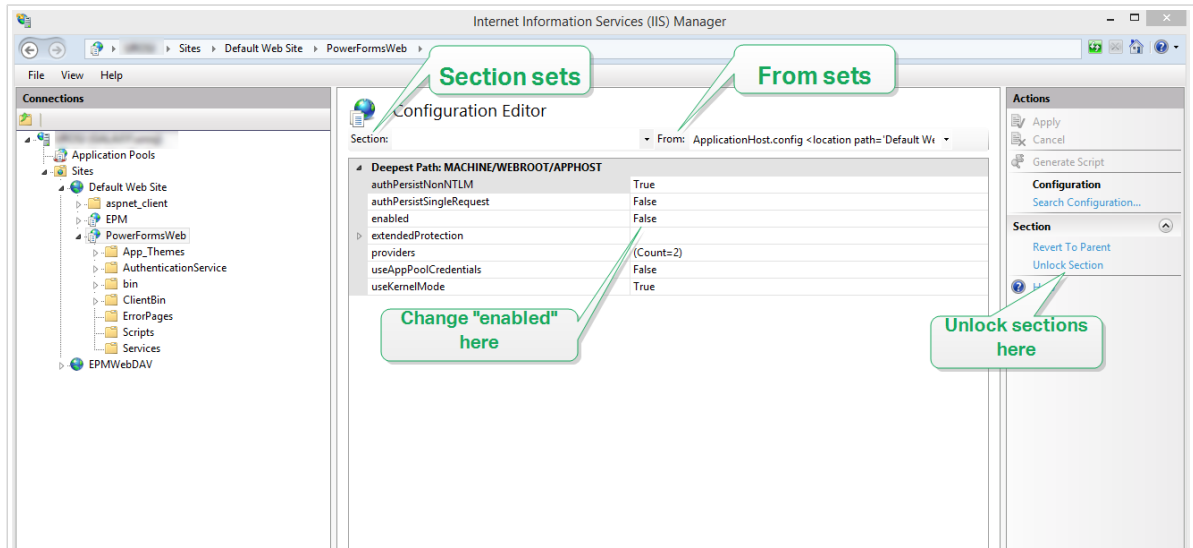 Internet Information Services (IIS) Manager
Sites
Default Web Site
PowerFormsWeb
File View Help
Section sets
From sets
Connections
Application Pools
Sites
Default Web Site
aspnet_client
EPM
PowerFormsWeb
App_Themes
AuthenticationService
bin
ClientBin
ErrorPages
Scripts
Services
EPMWebDAV
Configuration Editor
Section:
From: ApplicationHost.config <location path='Default We
Deepest Path: MACHINE/WEBROOT/APPHOST
authPersistNonNTLM True
authPersistSingleRequest False
enabled False
extendedProtection
providers (Count=2)
useAppPoolCredentials False
useKernelMode True
Change "enabled"
here
Actions
Apply
Cancel
Generate Script
Configuration
Search Configuration...
Section
Revert To Parent
Unlock Section
Unlock sections
here